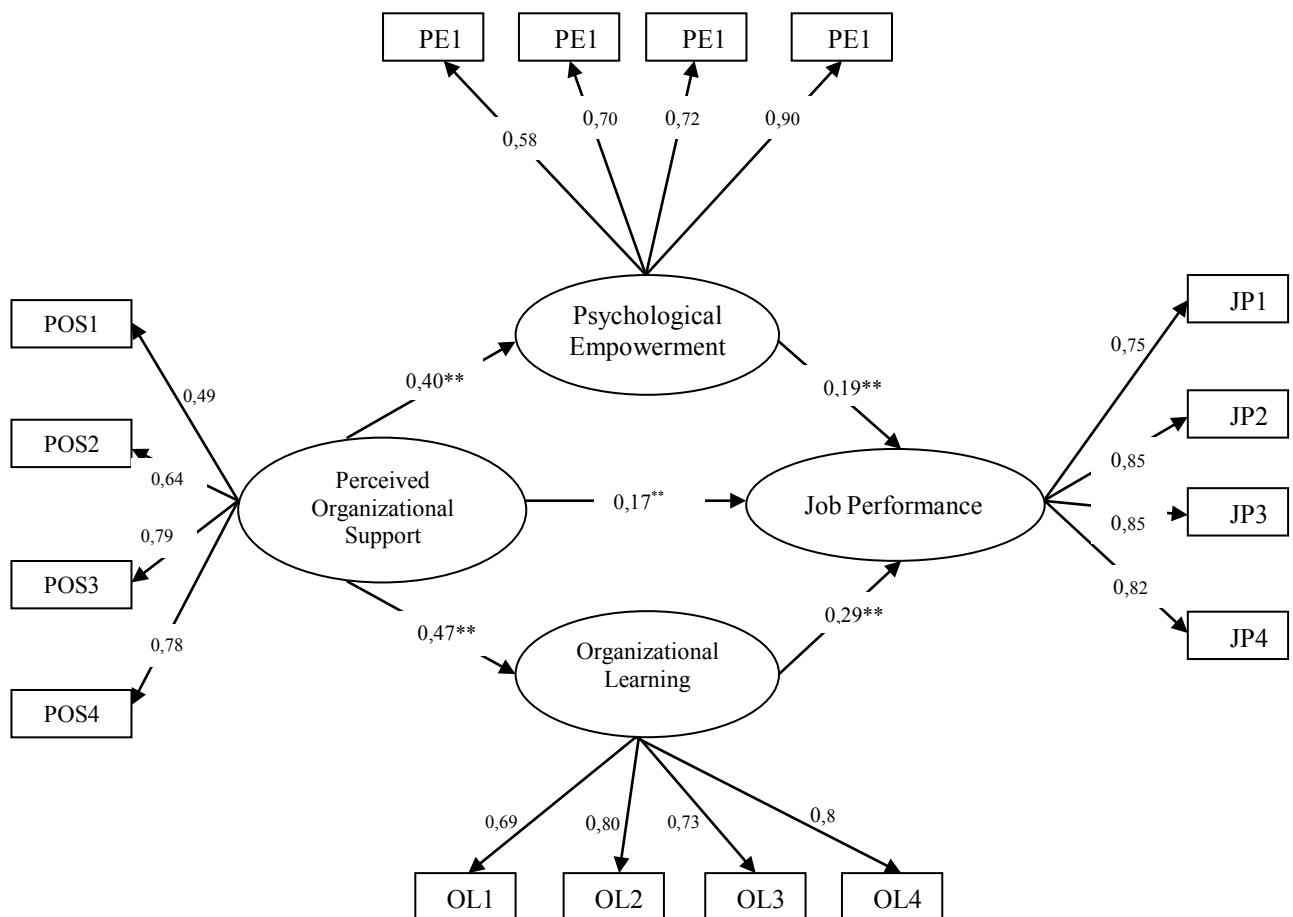 PE1
PE1
PE1
PE1
0,58
0,70
0,72
0,90
Psychological
Empowerment
POS1
POS2
POS3
POS4
0,49
0,64
0,79
0,78
Perceived
Organizational
Support
0,40**
0,17**
0,47**
0,19**
0,29**
Job Performance
Organizational
Learning
JP1
JP2
JP3
JP4
0,75
0,85
0,85
0,82
0,69
0,80
0,73
0,8
OL1
OL2
OL3
OL4